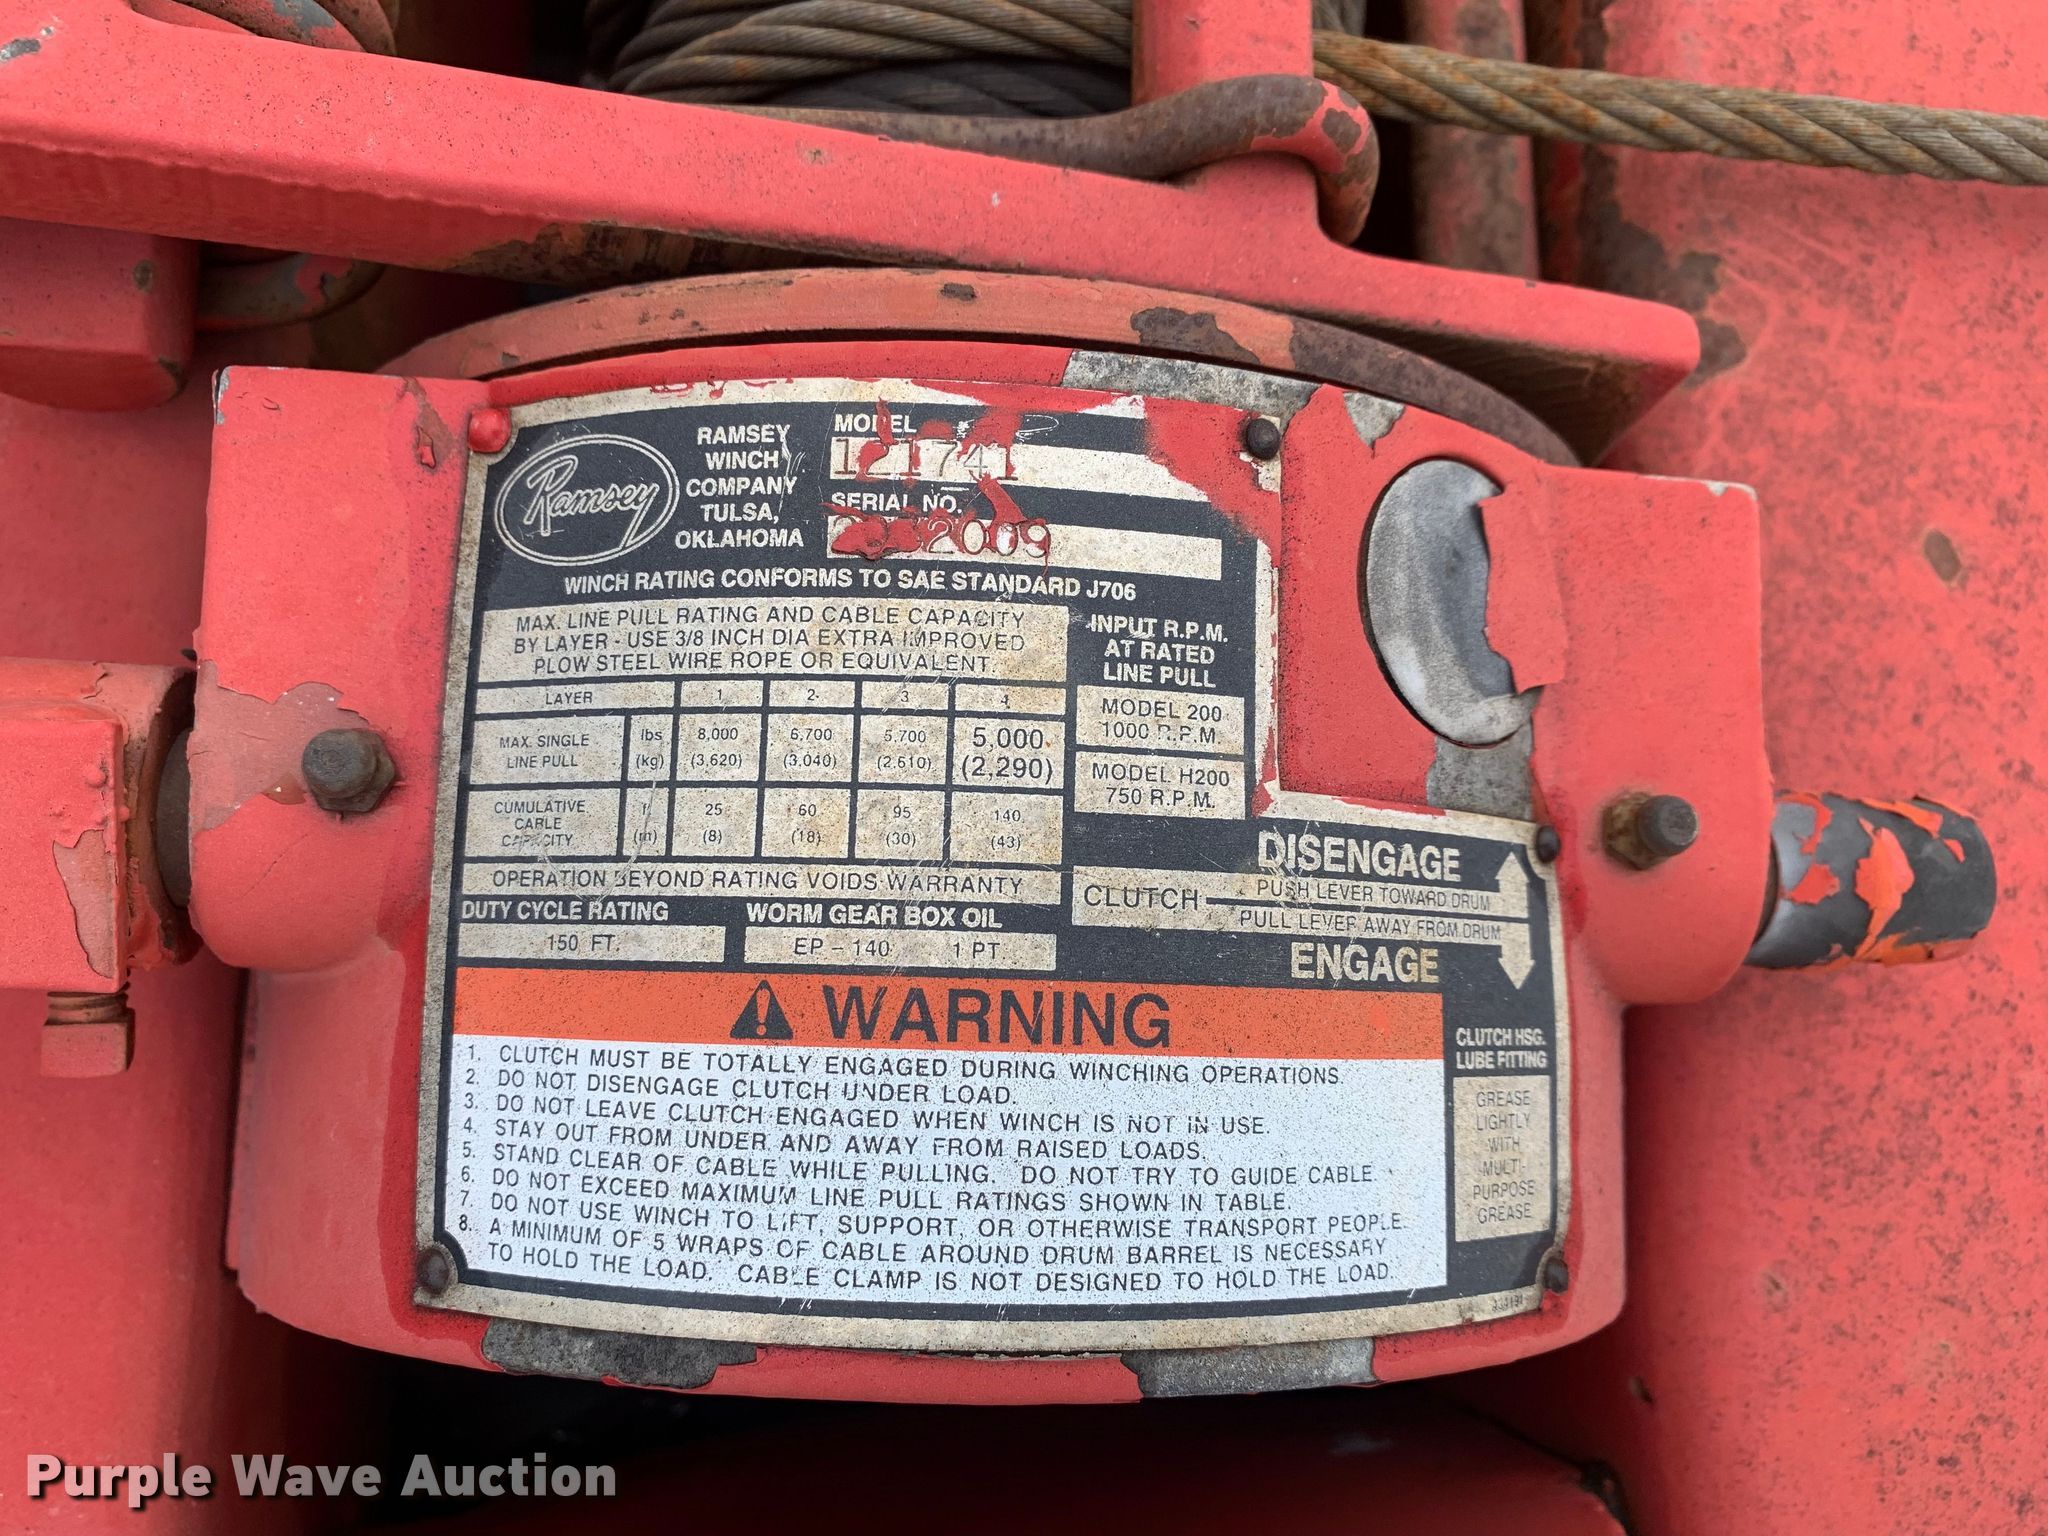 Ramsey
RAMSEY
WINCH
COMPANY
TULSA,
OKLAHOMA
MODEL
121741
SERIAL NO.
WINCH RATING CONFORMS TO SAE STANDARD J706
MAX. LINE PULL RATING AND CABLE CAPACITY
BY LAYER - USE 3/8 INCH DIA EXTRA IMPROVED
PLOW STEEL WIRE ROPE OR EQUIVALENT.
LAYER 1 2 3 4
MAX. SINGLE LINE PULL lbs 8,000 6,700 5,700 5,000
(kg) (3,620) (3,040) (2,610) (2,290)
CUMULATIVE CABLE CAPACITY ft 25 60 95 140
(m) (8) (18) (30) (43)
OPERATION BEYOND RATING VOIDS WARRANTY
DUTY CYCLE RATING
150 FT.
WORM GEAR BOX OIL
EP - 140 1 PT
INPUT R.P.M.
AT RATED
LINE PULL
MODEL 200
1000 R.P.M.
MODEL H200
750 R.P.M.
DISENGAGE
PUSH LEVER TOWARD DRUM
CLUTCH
PULL LEVER AWAY FROM DRUM
ENGAGE
WARNING
1. CLUTCH MUST BE TOTALLY ENGAGED DURING WINCHING OPERATIONS.
2. DO NOT DISENGAGE CLUTCH UNDER LOAD.
3. DO NOT LEAVE CLUTCH ENGAGED WHEN WINCH IS NOT IN USE.
4. STAY OUT FROM UNDER AND AWAY FROM RAISED LOADS.
5. STAND CLEAR OF CABLE WHILE PULLING. DO NOT TRY TO GUIDE CABLE.
6. DO NOT EXCEED MAXIMUM LINE PULL RATINGS SHOWN IN TABLE.
7. DO NOT USE WINCH TO LIFT, SUPPORT, OR OTHERWISE TRANSPORT PEOPLE.
8. A MINIMUM OF 5 WRAPS OF CABLE AROUND DRUM BARREL IS NECESSARY
TO HOLD THE LOAD. CABLE CLAMP IS NOT DESIGNED TO HOLD THE LOAD.
CLUTCH HSG.
LUBE FITTING
GREASE
LIGHTLY
WITH
MULTI-
PURPOSE
GREASE
Purple Wave Auction